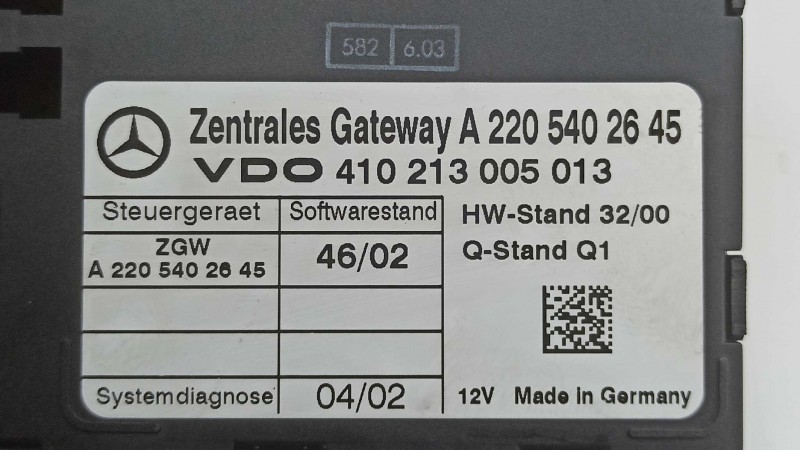 582 6.03
Zentrales Gateway A 220 540 26 45
VDO 410 213 005 013
Steuergeraet Softwarestand HW-Stand 32/00
ZGW
A 220 540 26 45 46/02 Q-Stand Q1
Systemdiagnose 04/02 12V Made in Germany